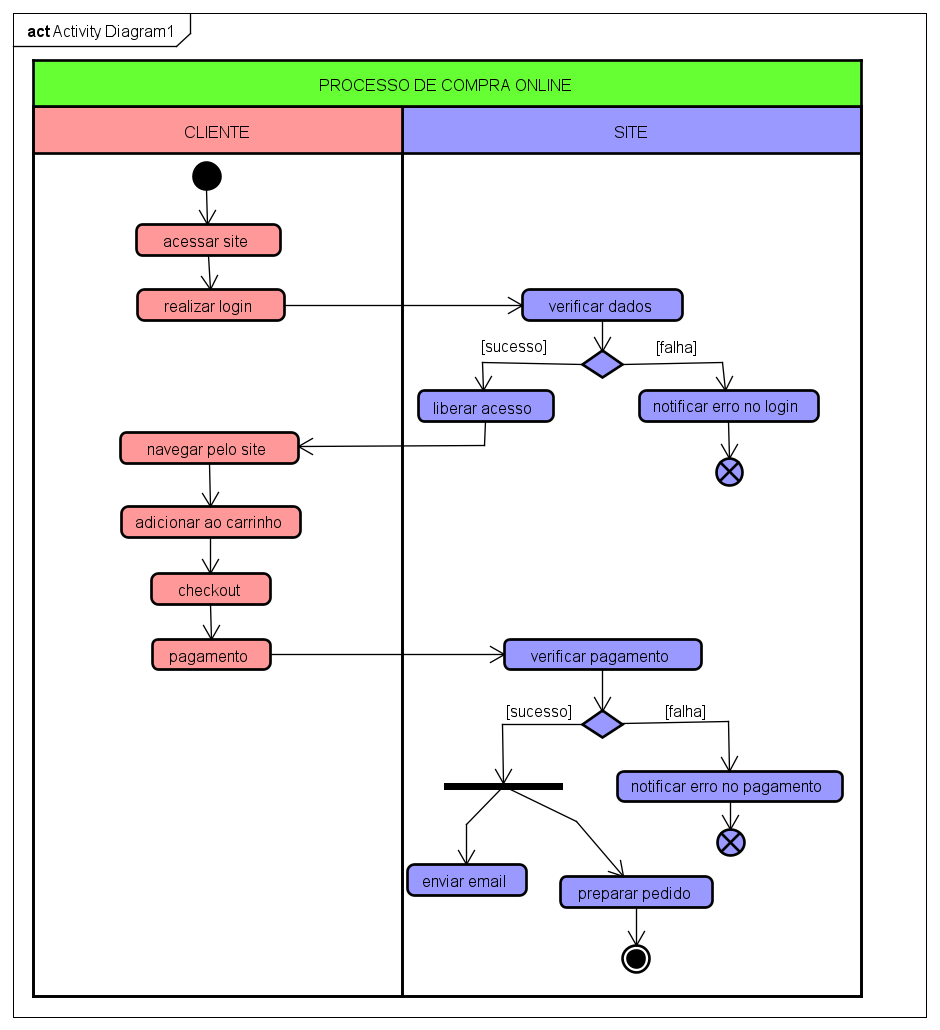 act Activity Diagram1
PROCESSO DE COMPRA ONLINE
CLIENTE
SITE
acessar site
realizar login
verificar dados
[sucesso]
[falha]
liberar acesso
notificar erro no login
navegar pelo site
adicionar ao carrinho
checkout
pagamento
verificar pagamento
[sucesso]
[falha]
notificar erro no pagamento
enviar email
preparar pedido